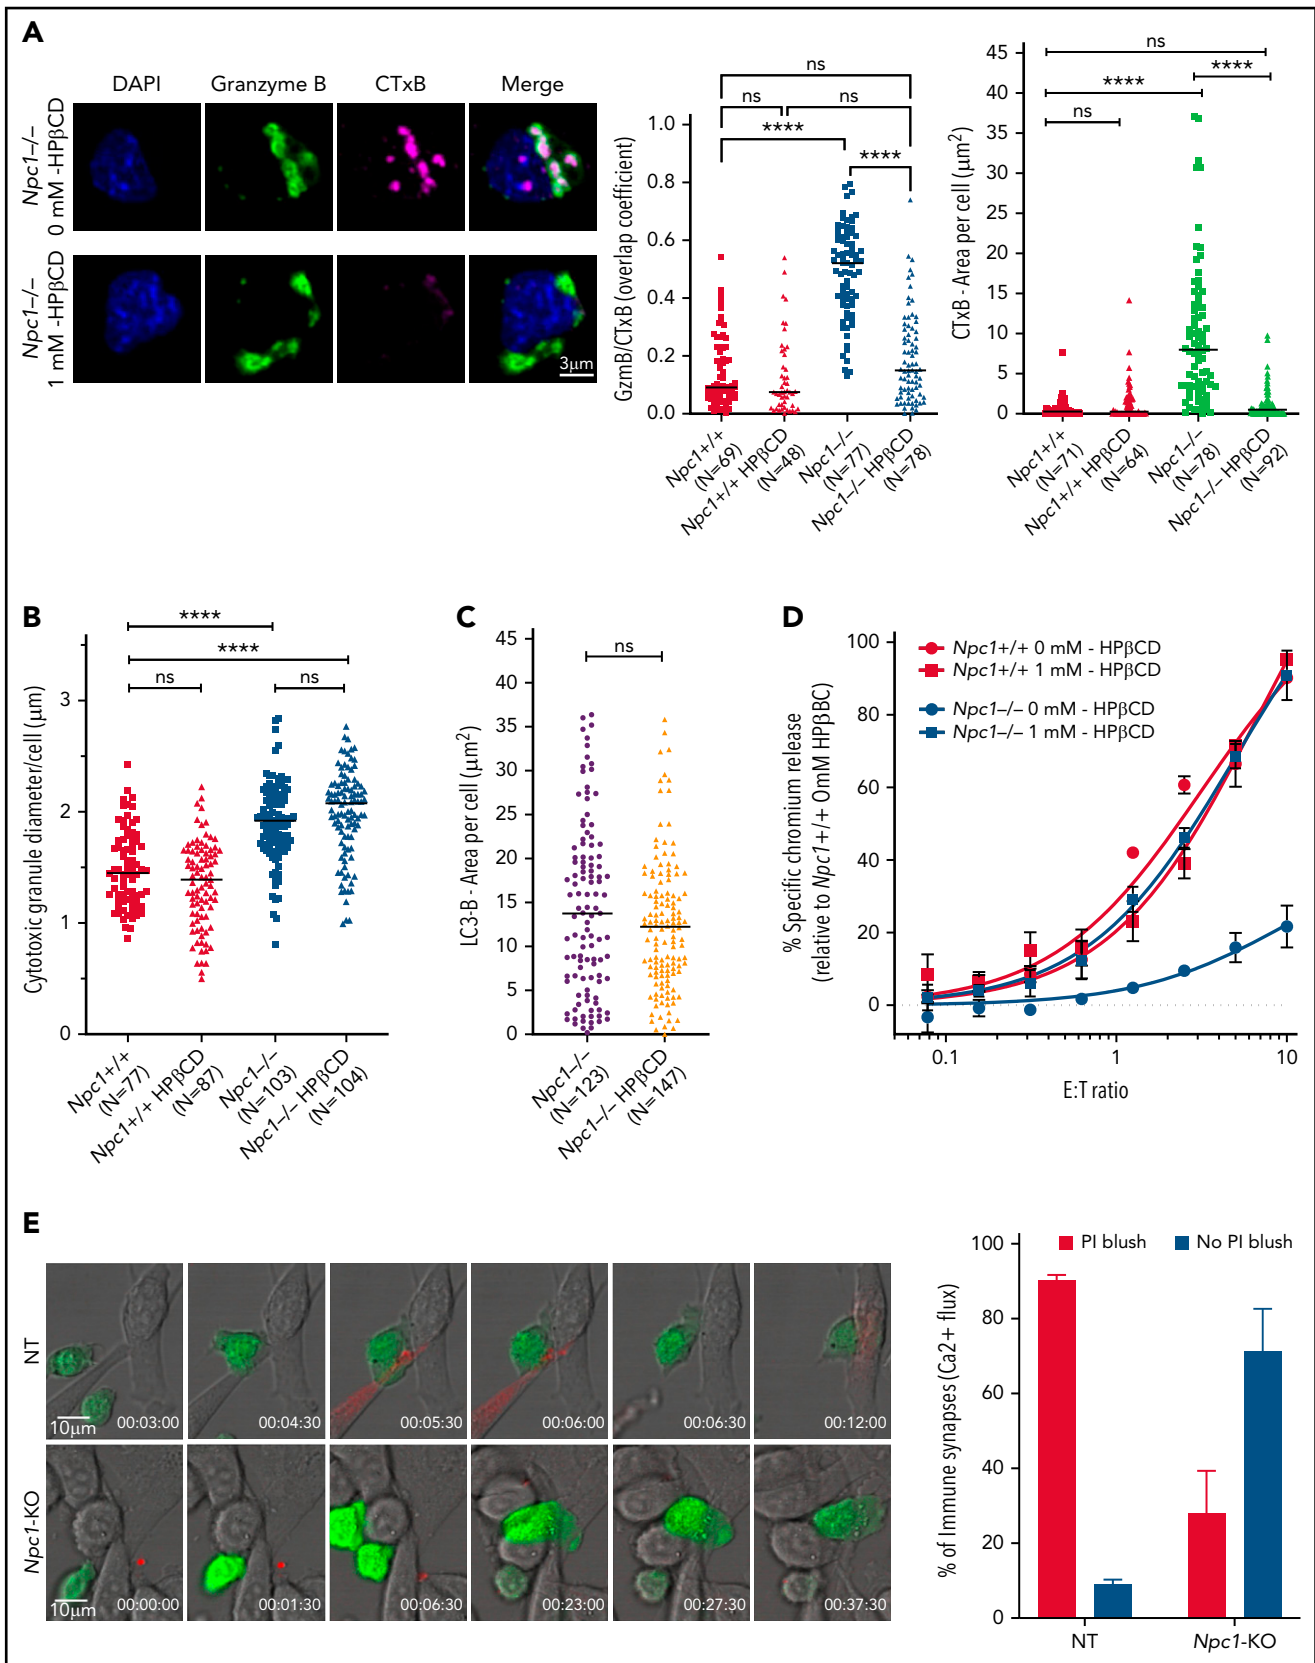 A
DAPI Granzyme B CTxB Merge
Npc1–/–
0 mM -HPβCD
Npc1–/–
1 mM -HPβCD
3μm
GzmB/CTxB (overlap coefficient)
1.0
0.8
0.6
0.4
0.2
0.0
ns
ns ns
****
****
Npc1+/+
(N=69)
Npc1+/+ HPβCD
(N=48)
Npc1–/–
(N=77)
Npc1–/– HPβCD
(N=78)
CTxB - Area per cell (μm²)
45
40
35
30
25
20
15
10
5
0
ns
****
****
ns
Npc1+/+
(N=71)
Npc1+/+ HPβCD
(N=64)
Npc1–/–
(N=78)
Npc1–/– HPβCD
(N=92)
B
Cytotoxic granule diameter/cell (μm)
3
2
1
0
****
****
ns ns
Npc1+/+
(N=77)
Npc1+/+ HPβCD
(N=87)
Npc1–/–
(N=103)
Npc1–/– HPβCD
(N=104)
C
LC3-B - Area per cell (μm²)
45
40
35
30
25
20
15
10
5
0
ns
Npc1–/–
(N=123)
Npc1–/– HPβCD
(N=147)
D
% Specific chromium release
(relative to Npc1+/+ OmM HPβBC)
100
80
60
40
20
0
Npc1+/+ 0 mM - HPβCD
Npc1+/+ 1 mM - HPβCD
Npc1–/– 0 mM - HPβCD
Npc1–/– 1 mM - HPβCD
0.1 1 10
E:T ratio
E
NT
10μm
00:03:00 00:04:30 00:05:30 00:06:00 00:06:30 00:12:00
Npc1-KO
10μm
00:00:00 00:01:30 00:06:30 00:23:00 00:27:30 00:37:30
% of Immune synapses (Ca2+ flux)
100
80
60
40
20
0
PI blush No PI blush
NT Npc1-KO